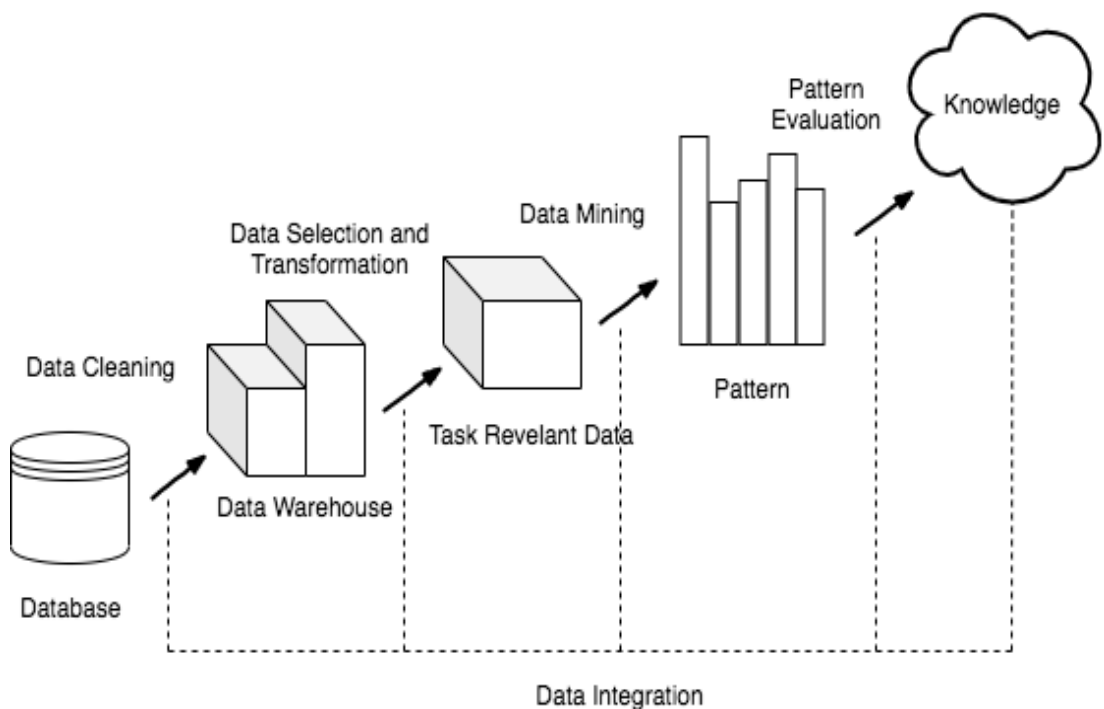 Knowledge
Pattern
Evaluation
Data Mining
Data Selection and
Transformation
Data Cleaning
Pattern
Task Revelant Data
Data Warehouse
Database
Data Integration